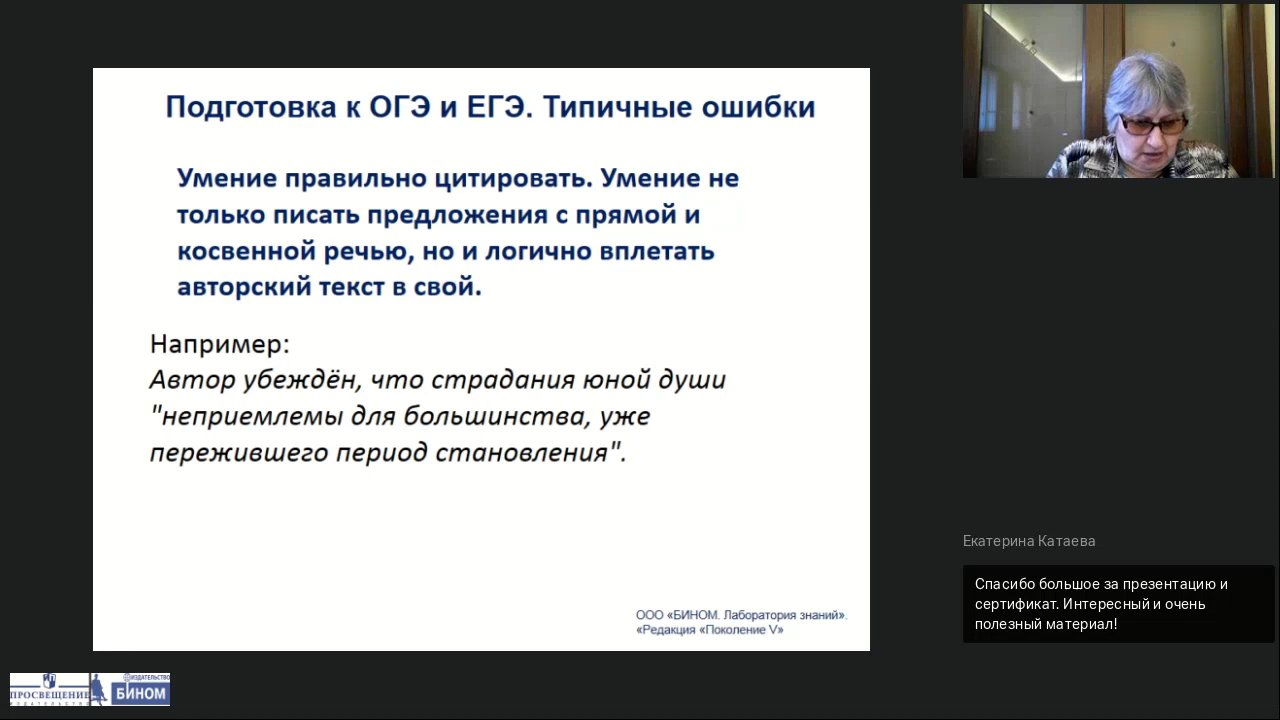 Подготовка к ОГЭ и ЕГЭ. Типичные ошибки
Умение правильно цитировать. Умение не
только писать предложения с прямой и
косвенной речью, но и логично вплетать
авторский текст в свой.
Например:
Автор убеждён, что страдания юной души
"неприемлемы для большинства, уже
пережившего период становления".
ООО «БИНОМ. Лаборатория знаний».
«Редакция «Поколение V»
Екатерина Катаева
Спасибо большое за презентацию и
сертификат. Интересный и очень
полезный материал!
ПРОСВЕЩЕНИЕ
ИЗДАТЕЛЬСТВО
ИЗДАТЕЛЬСТВО
БИНОМ